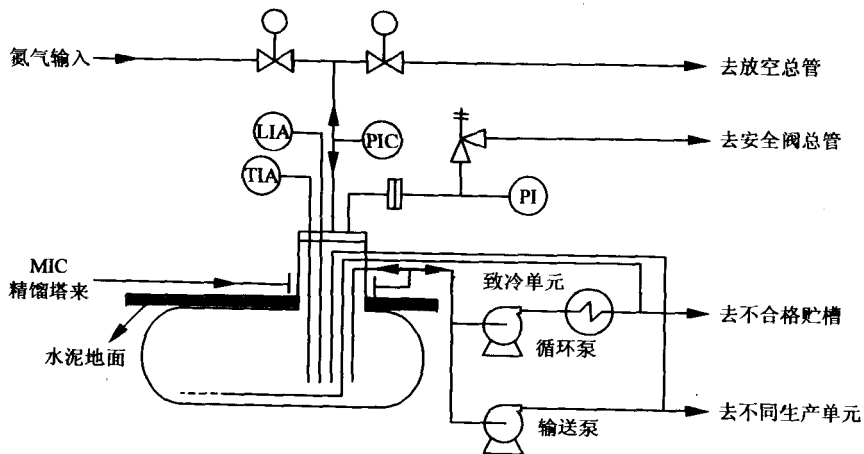 氮气输入
去放空总管
LIA
PIC
去安全阀总管
TIA
PI
MIC
精馏塔来
致冷单元
水泥地面
循环泵
去不合格贮槽
输送泵
去不同生产单元